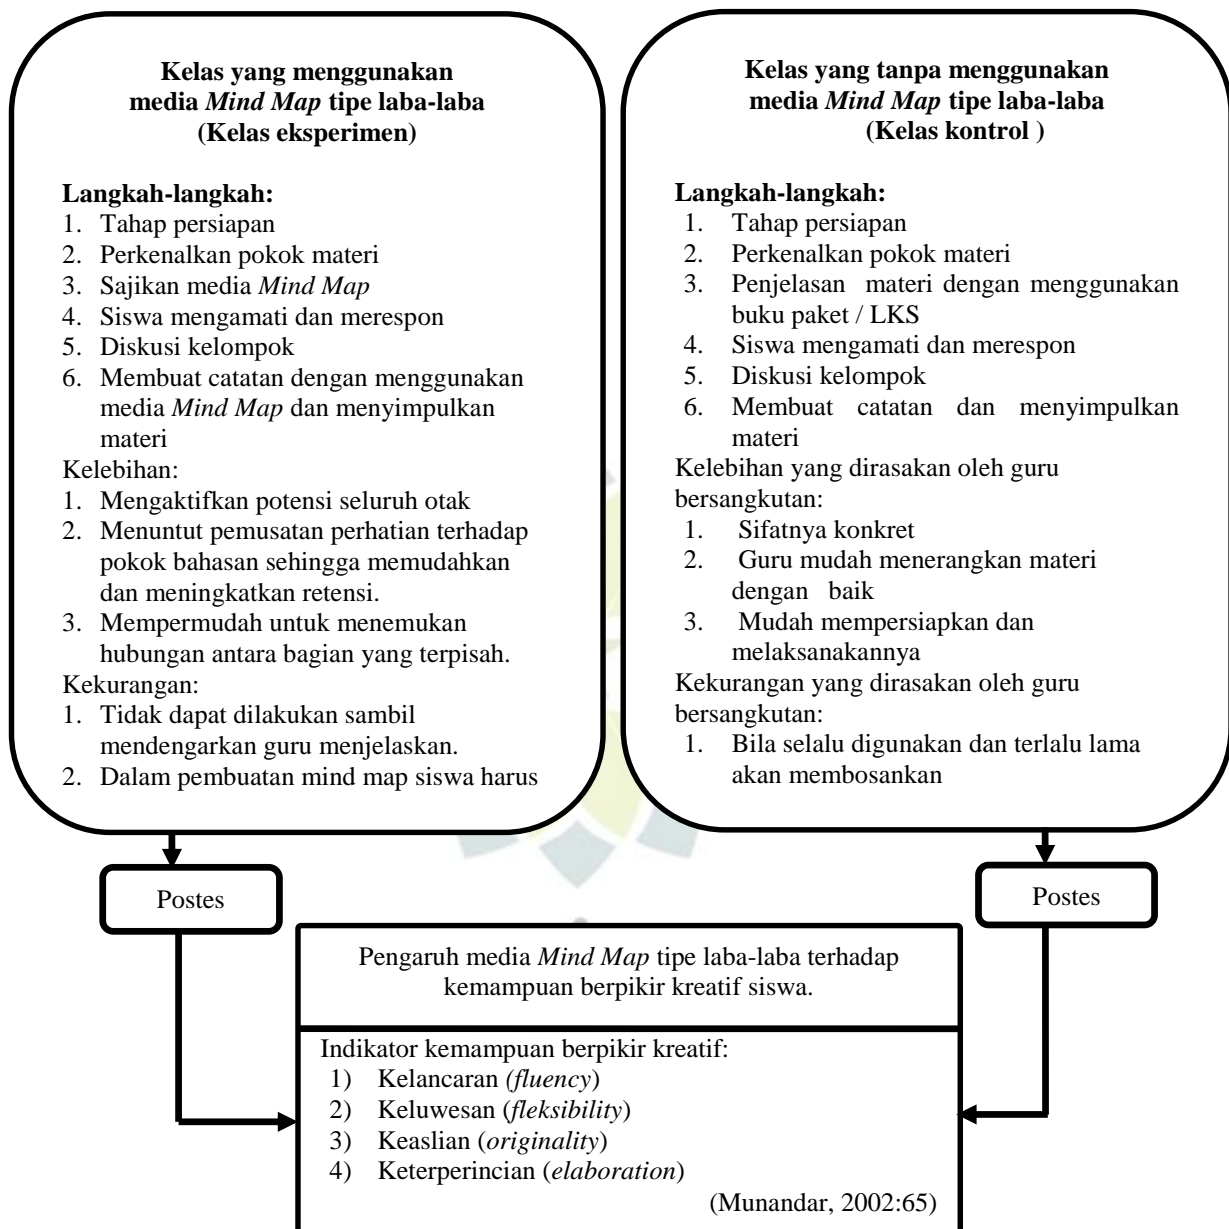 Kelas yang menggunakan
media Mind Map tipe laba-laba
(Kelas eksperimen)
Langkah-langkah:
1. Tahap persiapan
2. Perkenalkan pokok materi
3. Sajikan media Mind Map
4. Siswa mengamati dan merespon
5. Diskusi kelompok
6. Membuat catatan dengan menggunakan
media Mind Map dan menyimpulkan
materi
Kelebihan:
1. Mengaktifkan potensi seluruh otak
2. Menuntut pemusatan perhatian terhadap
pokok bahasan sehingga memudahkan
dan meningkatkan retensi.
3. Mempermudah untuk menemukan
hubungan antara bagian yang terpisah.
Kekurangan:
1. Tidak dapat dilakukan sambil
mendengarkan guru menjelaskan.
2. Dalam pembuatan mind map siswa harus
Kelas yang tanpa menggunakan
media Mind Map tipe laba-laba
(Kelas kontrol )
Langkah-langkah:
1. Tahap persiapan
2. Perkenalkan pokok materi
3. Penjelasan materi dengan menggunakan
buku paket / LKS
4. Siswa mengamati dan merespon
5. Diskusi kelompok
6. Membuat catatan dan menyimpulkan
materi
Kelebihan yang dirasakan oleh guru
bersangkutan:
1. Sifatnya konkret
2. Guru mudah menerangkan materi
dengan baik
3. Mudah mempersiapkan dan
melaksanakannya
Kekurangan yang dirasakan oleh guru
bersangkutan:
1. Bila selalu digunakan dan terlalu lama
akan membosankan
Postes
Postes
Pengaruh media Mind Map tipe laba-laba terhadap
kemampuan berpikir kreatif siswa.
Indikator kemampuan berpikir kreatif:
1) Kelancaran (fluency)
2) Keluwesan (fleksibility)
3) Keaslian (originality)
4) Keterperincian (elaboration)
(Munandar, 2002:65)